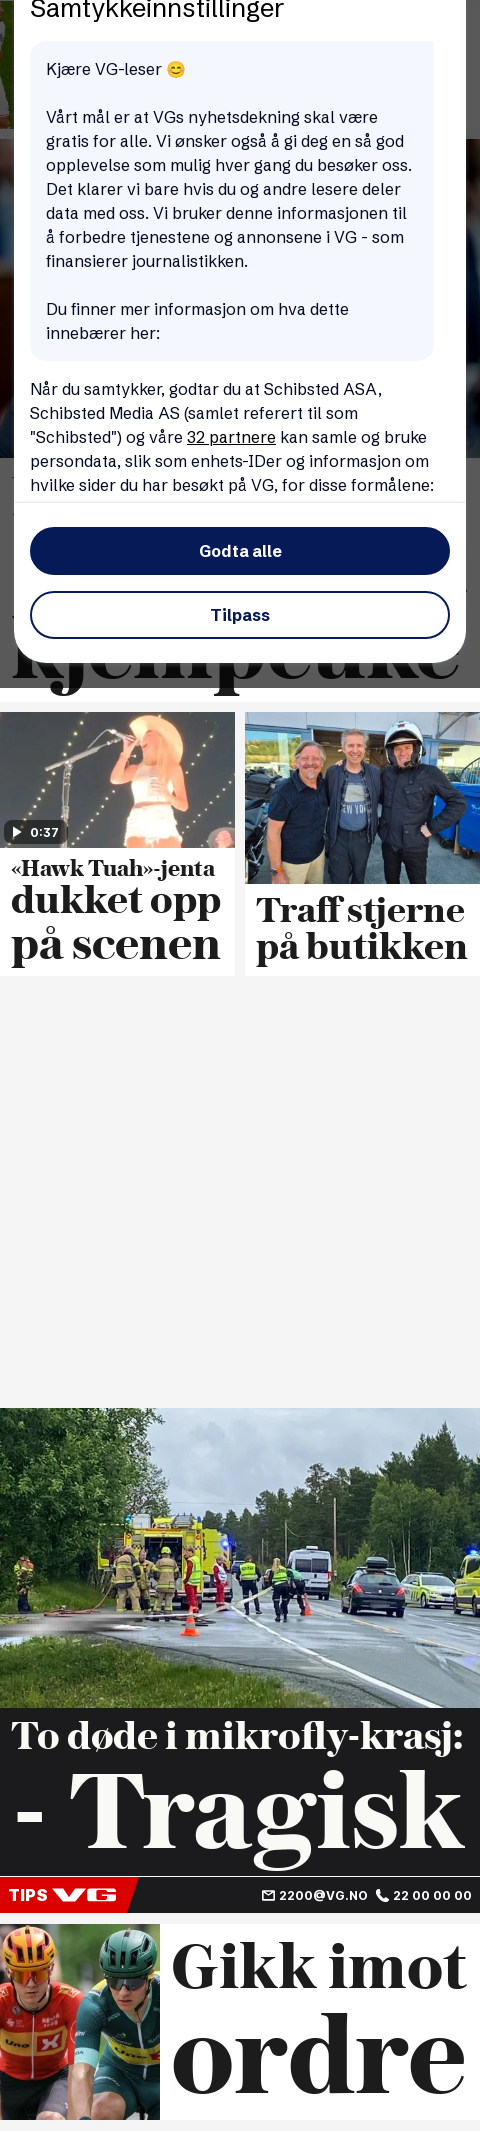 Samtykkeinnstillinger
Kjære VG-leser 😊
Vårt mål er at VGs nyhetsdekning skal være
gratis for alle. Vi ønsker også å gi deg en så god
opplevelse som mulig hver gang du besøker oss.
Det klarer vi bare hvis du og andre lesere deler
data med oss. Vi bruker denne informasjonen til
å forbedre tjenestene og annonsene i VG - som
finansierer journalistikken.
Du finner mer informasjon om hva dette
innebærer her:
Når du samtykker, godtar du at Schibsted ASA,
Schibsted Media AS (samlet referert til som
"Schibsted") og våre 32 partnere kan samle og bruke
persondata, slik som enhets-IDer og informasjon om
hvilke sider du har besøkt på VG, for disse formålene:
Godta alle
Tilpass
0:37
«Hawk Tuah»-jenta
dukket opp
på scenen
Traff stjerne
på butikken
To døde i mikrofly-krasj:
- Tragisk
TIPS VG
2200@VG.NO 22 00 00 00
Gikk imot
ordre